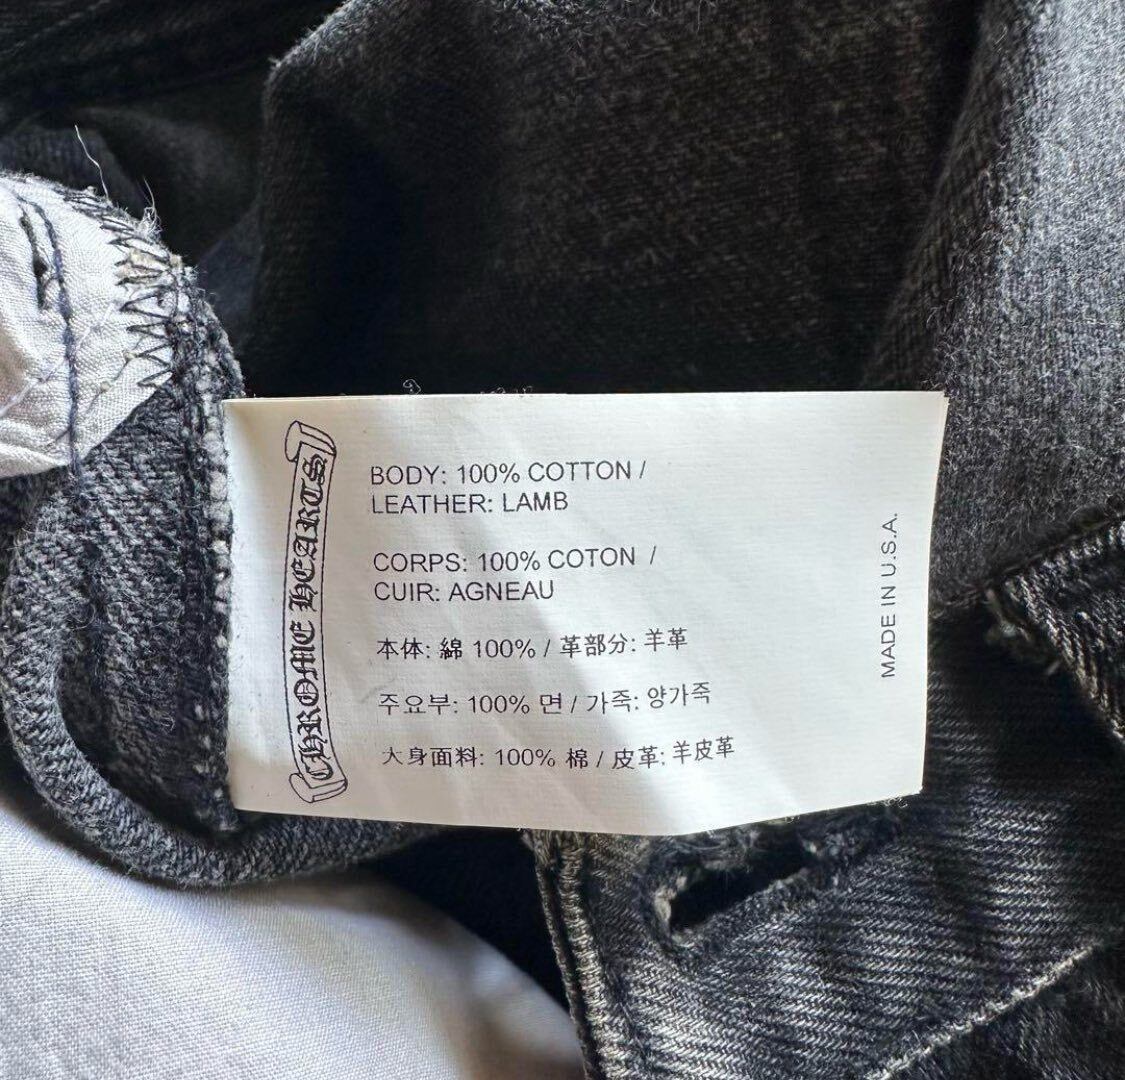 CHROME HEARTS
BODY: 100% COTTON /
LEATHER: LAMB
CORPS: 100% COTON /
CUIR: AGNEAU
本体: 綿 100% / 革部分: 羊革
주요부: 100% 면 / 가죽: 양가죽
大身面料: 100% 棉 / 皮革: 羊皮革
MADE IN U.S.A.